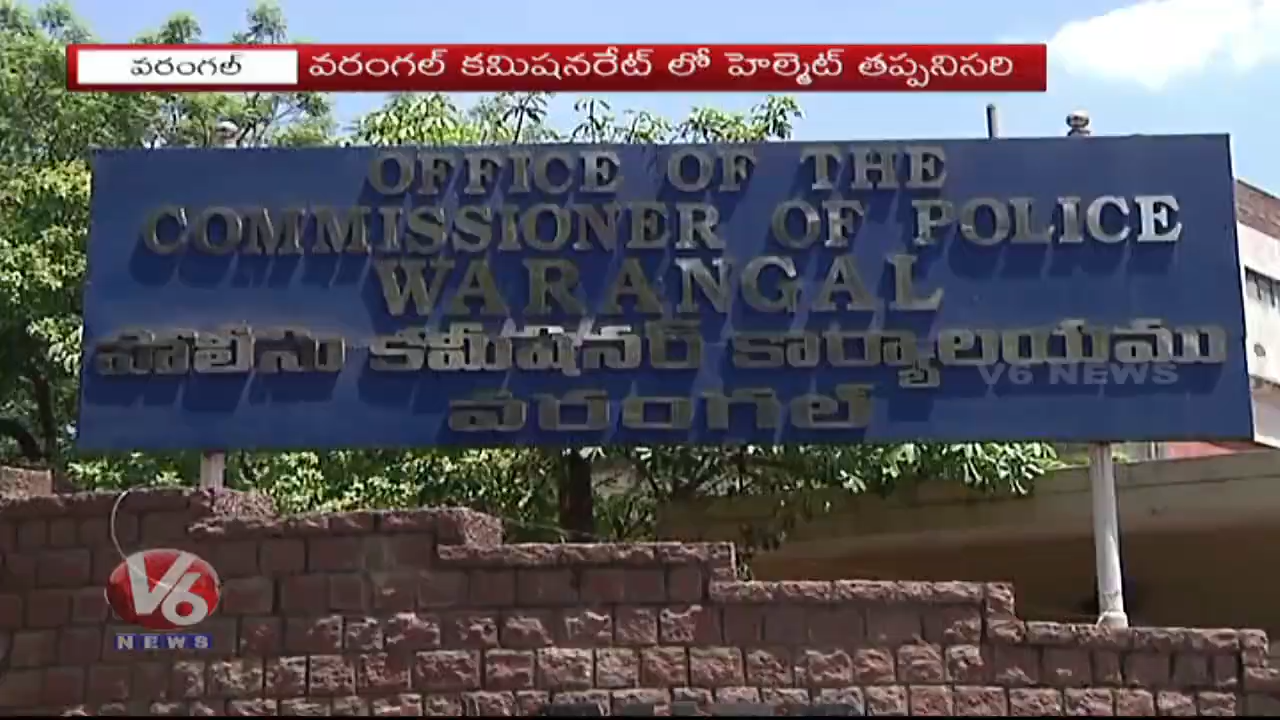 వరంగల్ వరంగల్ కమిషనరేట్ లో హెల్మెట్ తప్పనిసరి
OFFICE OF THE
COMMISSIONER OF POLICE
WARANGAL
పొలీసు కమీషనర్ కార్యాలయము
V6 NEWS
వరంగల్
V6
NEWS